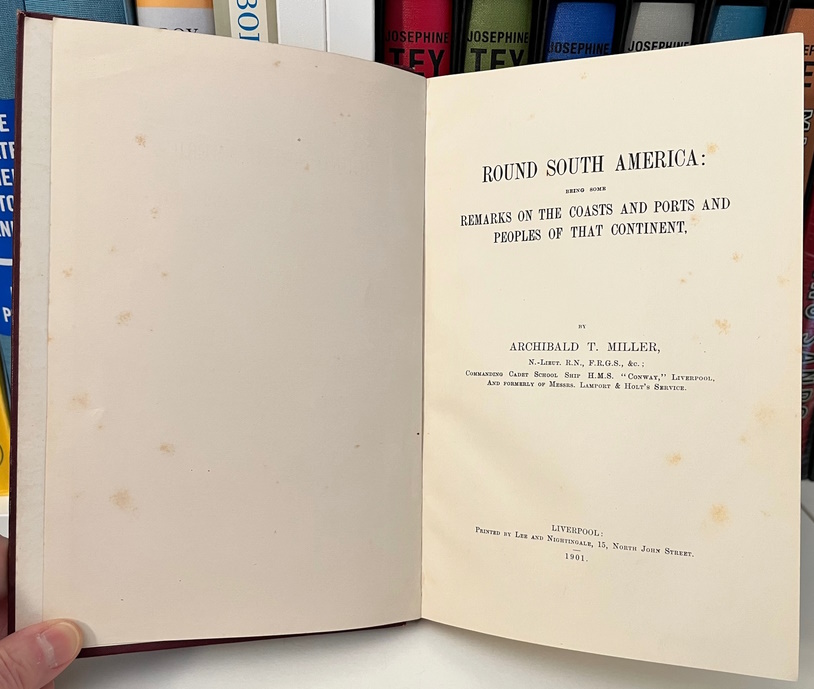 JOSEPHINE
TEY
JOSEPHINE
TEY
JOSEPHINE
JOSEPHINE
ROUND SOUTH AMERICA:
BEING SOME
REMARKS ON THE COASTS AND PORTS AND
PEOPLES OF THAT CONTINENT,
BY
ARCHIBALD T. MILLER,
N.-LIEUT. R.N., F.R.G.S., &c.;
COMMANDING CADET SCHOOL SHIP H.M.S. "CONWAY," LIVERPOOL,
AND FORMERLY OF MESSRS. LAMPORT & HOLT'S SERVICE.
LIVERPOOL:
PRINTED BY LEE AND NIGHTINGALE, 15, NORTH JOHN STREET.
1901.